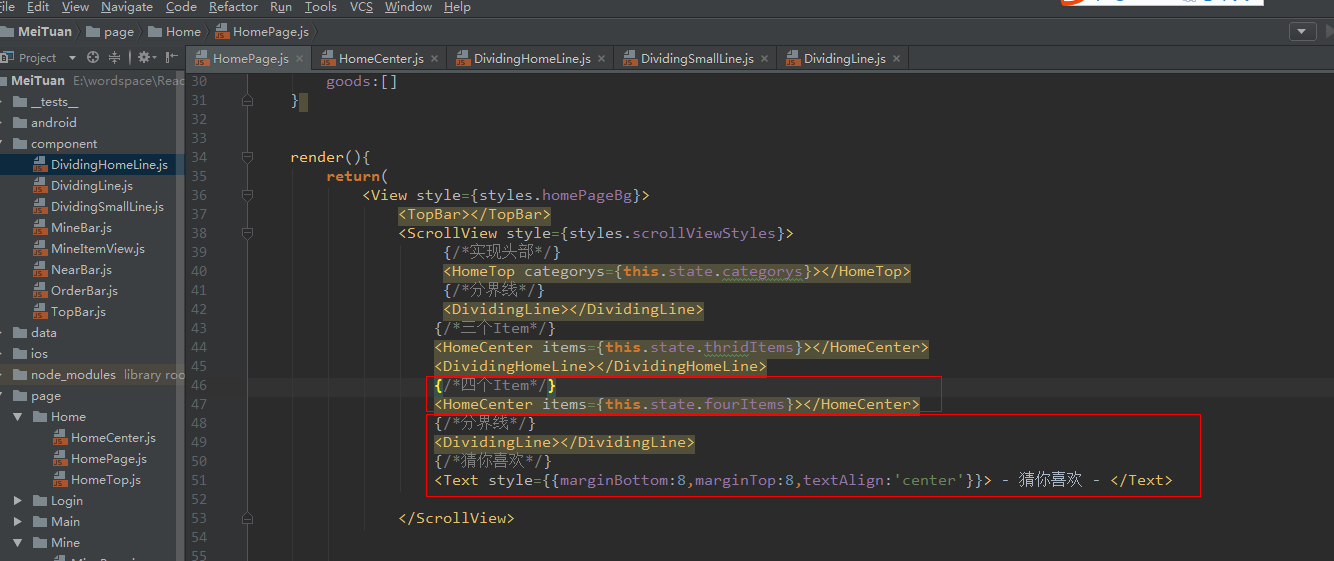 File Edit View Navigate Code Refactor Run Tools VCS Window Help
MeiTuan page Home HomePage.js
Project HomePage.js HomeCenter.js DividingHomeLine.js DividingSmallLine.js DividingLine.js
MeiTuan E:\wordspace\Reac
__tests__
android
component
DividingHomeLine.js
DividingLine.js
DividingSmallLine.js
MineBar.js
MineItemView.js
NearBar.js
OrderBar.js
TopBar.js
data
ios
node_modules library roo
page
Home
HomeCenter.js
HomePage.js
HomeTop.js
Login
Main
Mine
30 goods:[]
31 }
32
33
34 render(){
35 return(
36 <View style={styles.homePageBg}>
37 <TopBar></TopBar>
38 <ScrollView style={styles.scrollViewStyles}>
39 {/*实现头部*/}
40 <HomeTop categorys={this.state.categorys}></HomeTop>
41 {/*分界线*/}
42 <DividingLine></DividingLine>
43 {/*三个Item*/}
44 <HomeCenter items={this.state.thridItems}></HomeCenter>
45 <DividingHomeLine></DividingHomeLine>
46 {/*四个Item*/}
47 <HomeCenter items={this.state.fourItems}></HomeCenter>
48 {/*分界线*/}
49 <DividingLine></DividingLine>
50 {/*猜你喜欢*/}
51 <Text style={{marginBottom:8,marginTop:8,textAlign:'center'}}> - 猜你喜欢 - </Text>
52
53 </ScrollView>
54
55